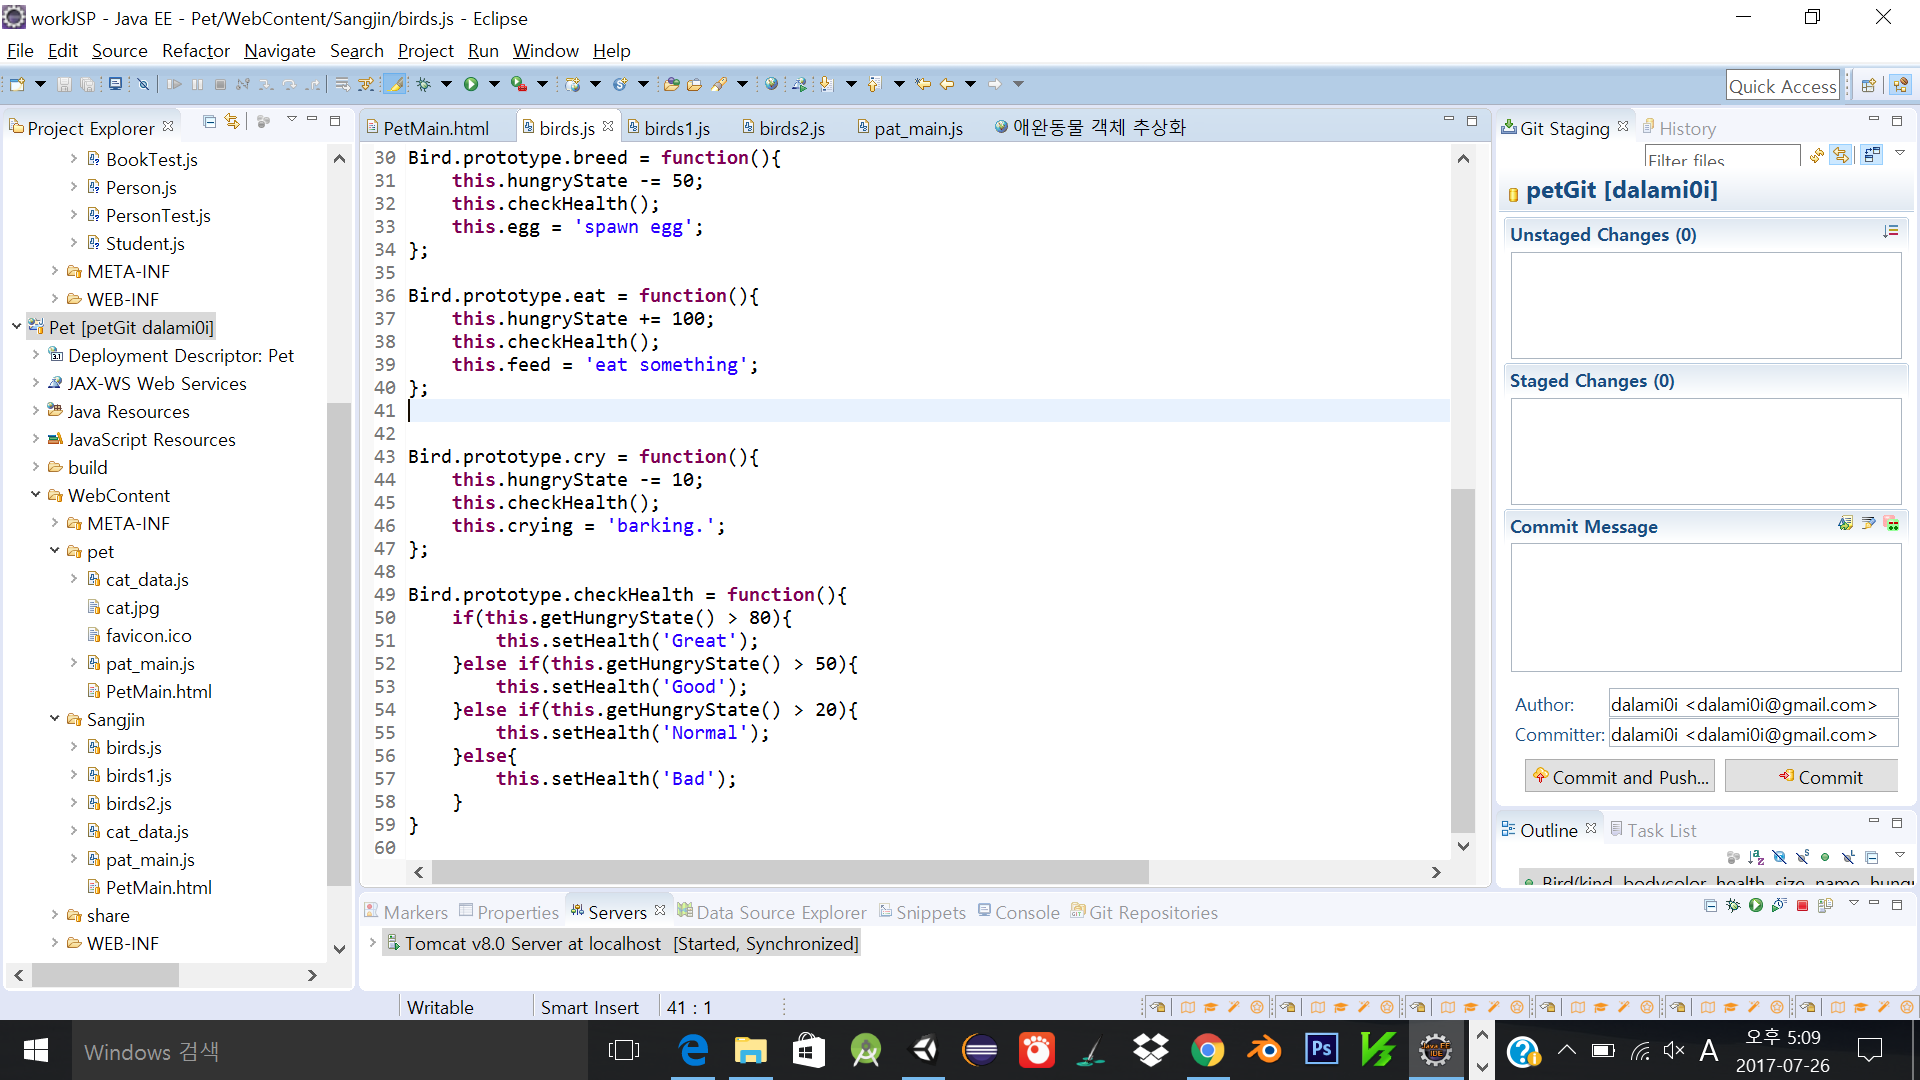 workJSP - Java EE - Pet/WebContent/Sangjin/birds.js - Eclipse
File Edit Source Refactor Navigate Search Project Run Window Help
Quick Access
Project Explorer
BookTest.js
Person.js
PersonTest.js
Student.js
META-INF
WEB-INF
Pet [petGit dalami0i]
Deployment Descriptor: Pet
JAX-WS Web Services
Java Resources
JavaScript Resources
build
WebContent
META-INF
pet
cat_data.js
cat.jpg
favicon.ico
pat_main.js
PetMain.html
Sangjin
birds.js
birds1.js
birds2.js
cat_data.js
pat_main.js
PetMain.html
share
WEB-INF
PetMain.html birds.js birds1.js birds2.js pat_main.js 애완동물 객체 추상화
30 Bird.prototype.breed = function(){
31 this.hungryState -= 50;
32 this.checkHealth();
33 this.egg = 'spawn egg';
34 };
35
36 Bird.prototype.eat = function(){
37 this.hungryState += 100;
38 this.checkHealth();
39 this.feed = 'eat something';
40 };
41
42
43 Bird.prototype.cry = function(){
44 this.hungryState -= 10;
45 this.checkHealth();
46 this.crying = 'barking.';
47 };
48
49 Bird.prototype.checkHealth = function(){
50 if(this.getHungryState() > 80){
51 this.setHealth('Great');
52 }else if(this.getHungryState() > 50){
53 this.setHealth('Good');
54 }else if(this.getHungryState() > 20){
55 this.setHealth('Normal');
56 }else{
57 this.setHealth('Bad');
58 }
59 }
60
Git Staging History
Filter files
petGit [dalami0i]
Unstaged Changes (0)
Staged Changes (0)
Commit Message
Author: dalami0i <dalami0i@gmail.com>
Committer: dalami0i <dalami0i@gmail.com>
Commit and Push... Commit
Outline Task List
Bird(kind, bodycolor, health, size, name, hungr
Markers Properties Servers Data Source Explorer Snippets Console Git Repositories
Tomcat v8.0 Server at localhost [Started, Synchronized]
Writable Smart Insert 41 : 1
Windows 검색
Ps
Java EE
IDE
A
오후 5:09
2017-07-26